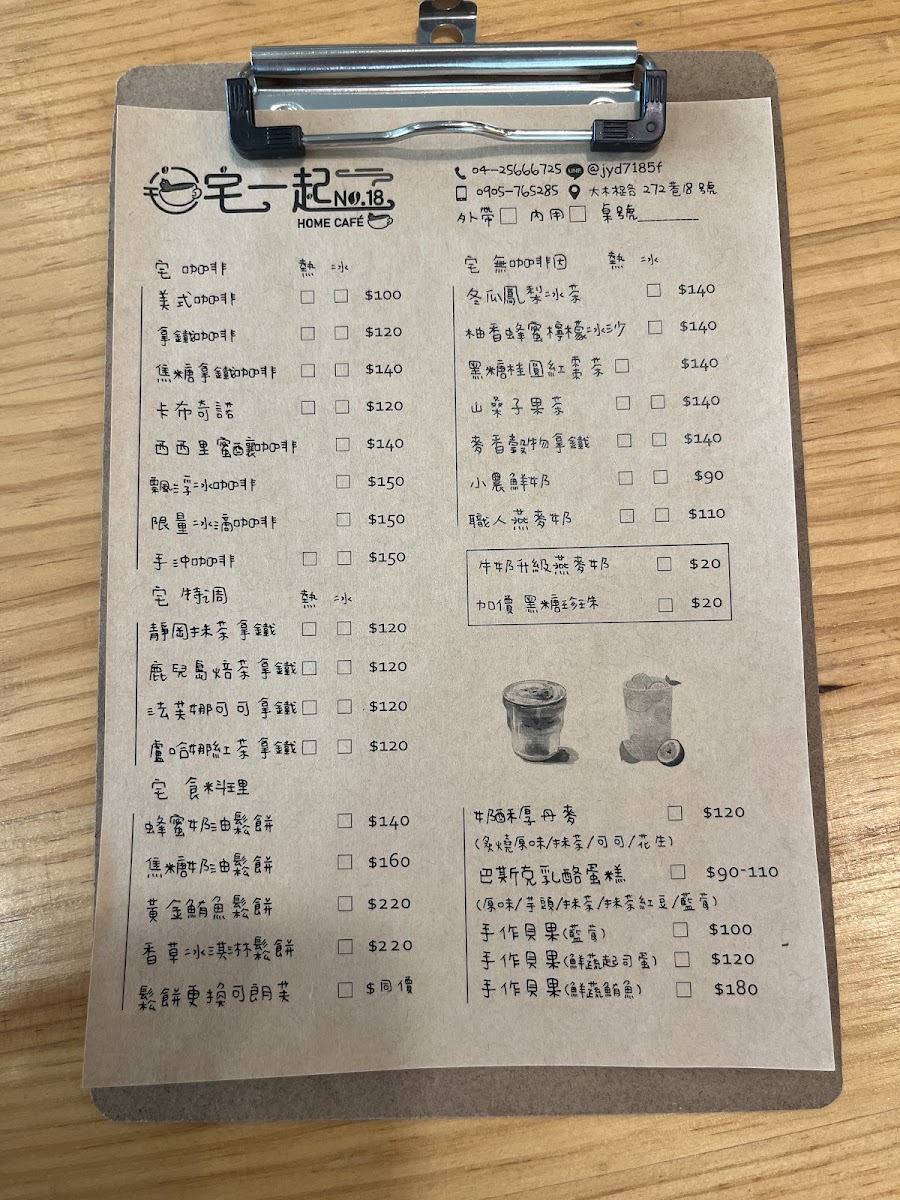 宅一起 No.18
HOME CAFÉ
04-25666725 LINE @jyd7185f
0905-765285 大木柂台 272巷18號
外帶□ 內用□ 桌號______
宅 咖啡 熱 冰
美式咖啡 □ □ $100
拿鐵咖啡 □ □ $120
焦糖拿鐵咖啡 □ □ $140
卡布奇諾 □ □ $120
西西里蜜釀咖啡 □ $140
飄浮冰咖啡 □ $150
限量冰滴咖啡 □ $150
手沖咖啡 □ □ $150
宅 特調 熱 冰
靜岡抹茶拿鐵 □ □ $120
鹿兒島焙茶拿鐵 □ □ $120
法芙娜可可拿鐵 □ □ $120
盧哈娜紅茶拿鐵 □ □ $120
宅 食料理
蜂蜜奶油鬆餅 □ $140
焦糖奶油鬆餅 □ $160
黃金鮪魚鬆餅 □ $220
香草冰淇淋鬆餅 □ $220
鬆餅更換可朗芙 □ $同價
宅 無咖啡因 熱 冰
冬瓜鳳梨冰茶 □ $140
柚香蜂蜜檸檬冰沙 □ $140
黑糖桂圓紅棗茶 □ $140
山桑子果茶 □ □ $140
麥香穀物拿鐵 □ □ $140
小農鮮奶 □ □ $90
職人燕麥奶 □ □ $110
牛奶升級燕麥奶 □ $20
加價 黑糖珍珠 □ $20
奶酥厚丹麥 □ $120
(炙燒原味/抹茶/可可/花生)
巴斯克乳酪蛋糕 □ $90-110
(原味/芋頭/抹茶/抹茶紅豆/藍莓)
手作貝果(藍莓) □ $100
手作貝果(鮮蔬起司蛋) □ $120
手作貝果(鮮蔬鮪魚) □ $180